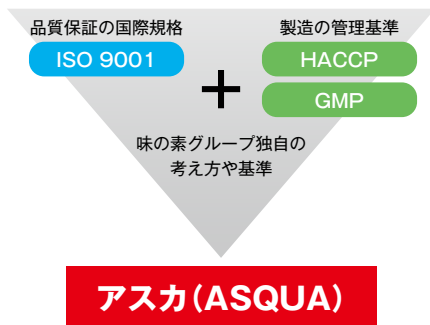 品質保証の国際規格
ISO 9001
+
製造の管理基準
HACCP
GMP
味の素グループ独自の
考え方や基準
アスカ(ASQUA)